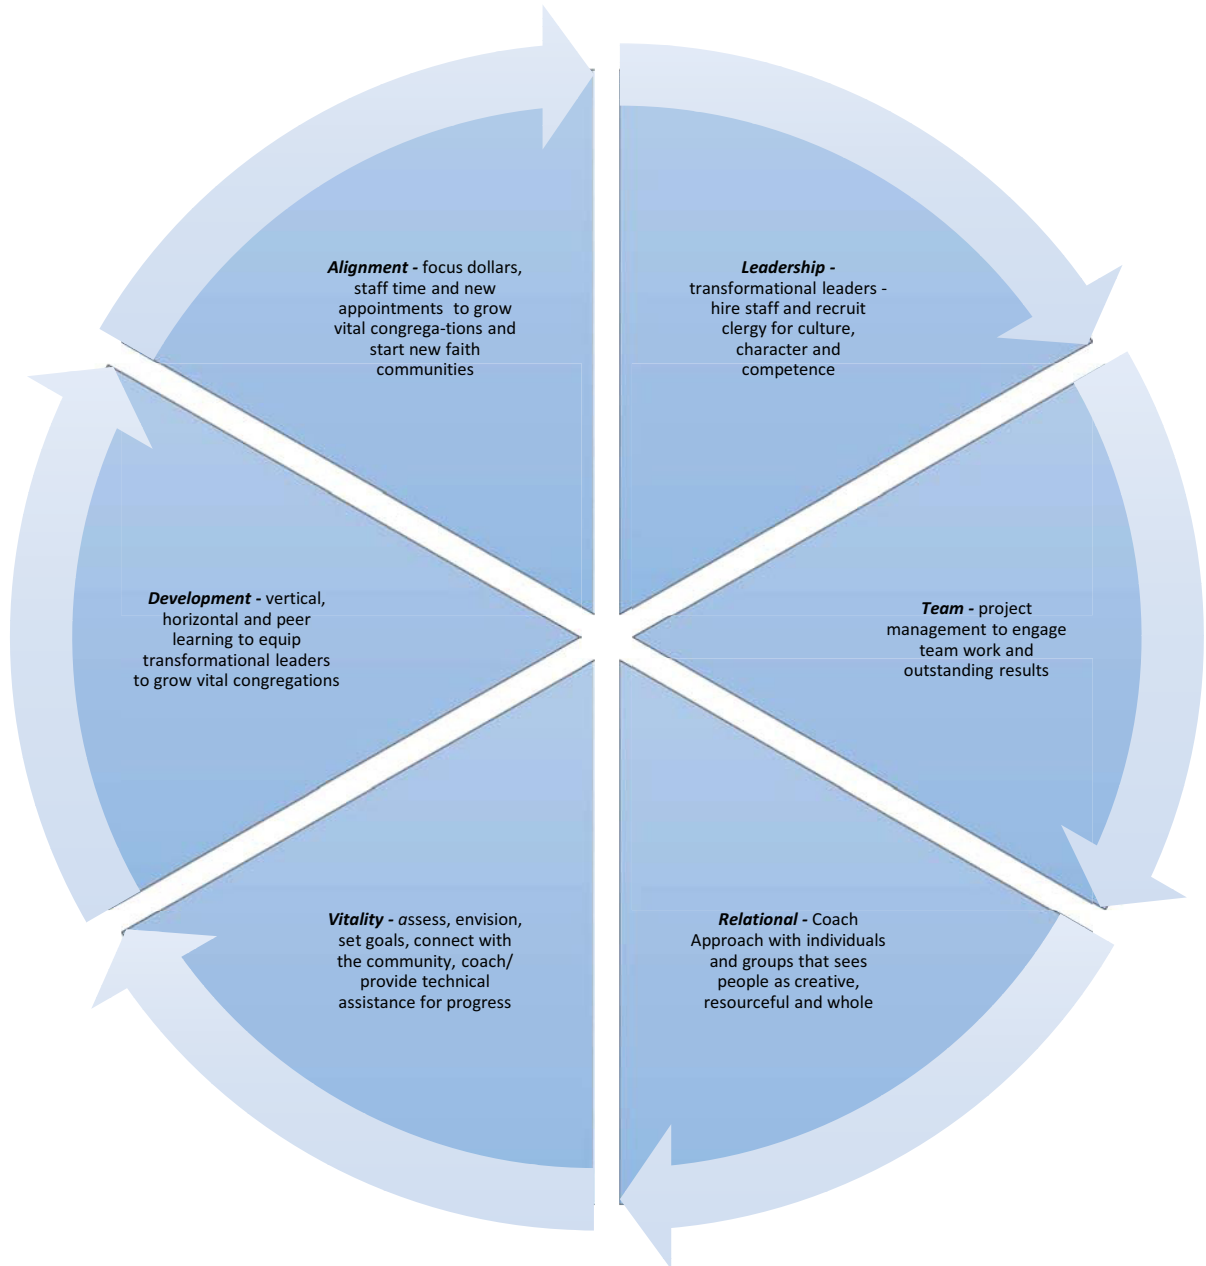 Alignment - focus dollars,
staff time and new
appointments  to grow
vital congrega-tions and
start new faith
communities
Leadership -
transformational leaders -
hire staff and recruit
clergy for culture,
character and
competence
Development - vertical,
horizontal and peer
learning to equip
transformational leaders
to grow vital congregations
Team - project
management to engage
team work and
outstanding results
Vitality - assess, envision,
set goals, connect with
the community, coach/
provide technical
assistance for progress
Relational - Coach
Approach with individuals
and groups that sees
people as creative,
resourceful and whole